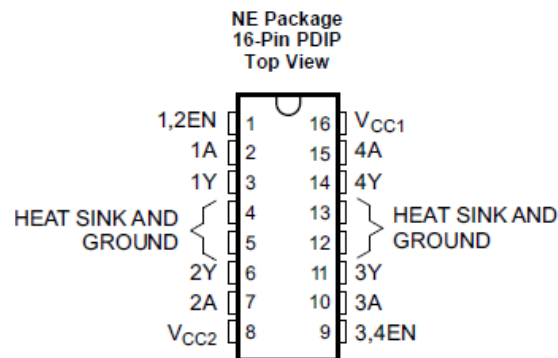 NE Package
16-Pin PDIP
Top View
1,2EN 1 16 VCC1
1A 2 15 4A
1Y 3 14 4Y
HEAT SINK AND GROUND 4 13 HEAT SINK AND GROUND
5 12
2Y 6 11 3Y
2A 7 10 3A
VCC2 8 9 3,4EN